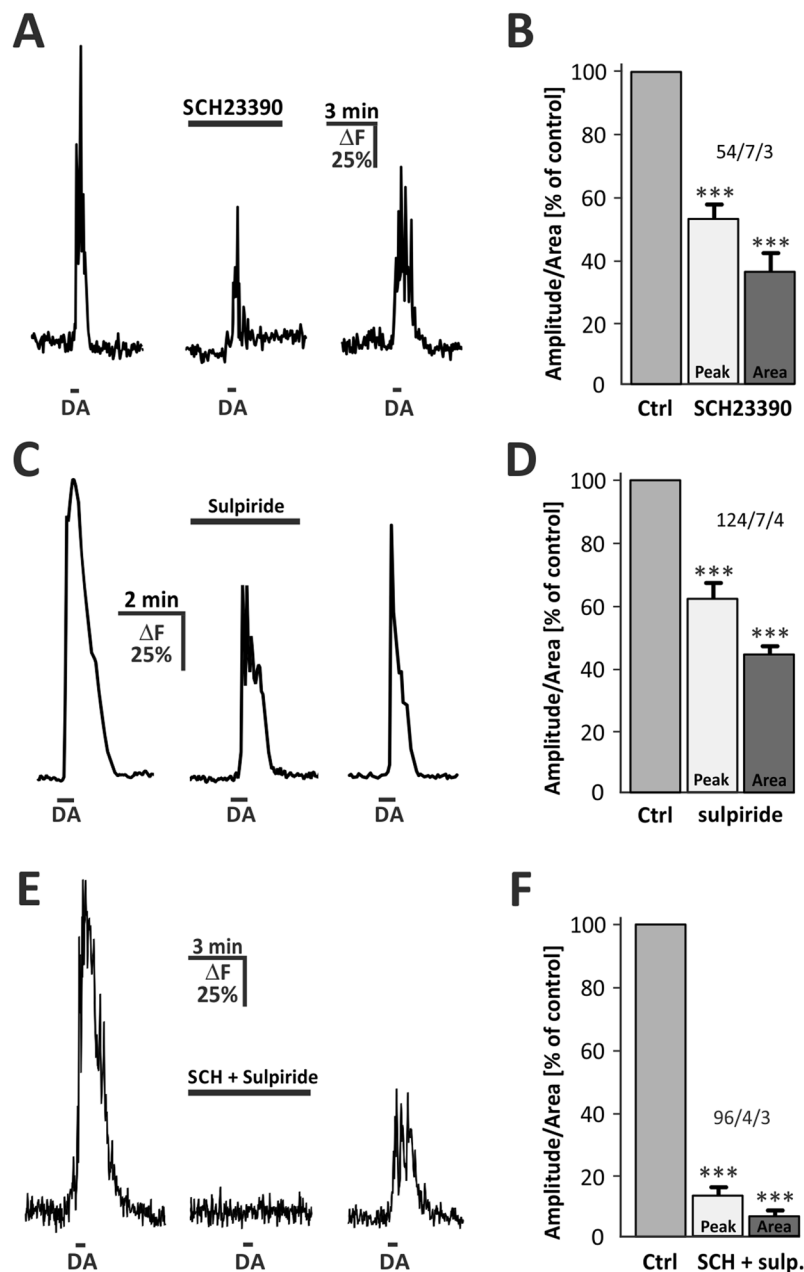 A
SCH23390
3 min
ΔF
25%
DA
DA
DA
B
Amplitude/Area [% of control]
100
80
60
40
20
0
54/7/3
***
***
Peak
Area
Ctrl
SCH23390
C
Sulpiride
2 min
ΔF
25%
DA
DA
DA
D
Amplitude/Area [% of control]
100
80
60
40
20
0
124/7/4
***
***
Peak
Area
Ctrl
sulpiride
E
3 min
ΔF
25%
SCH + Sulpiride
DA
DA
DA
F
Amplitude/Area [% of control]
100
80
60
40
20
0
96/4/3
***
***
Peak
Area
Ctrl
SCH + sulp.